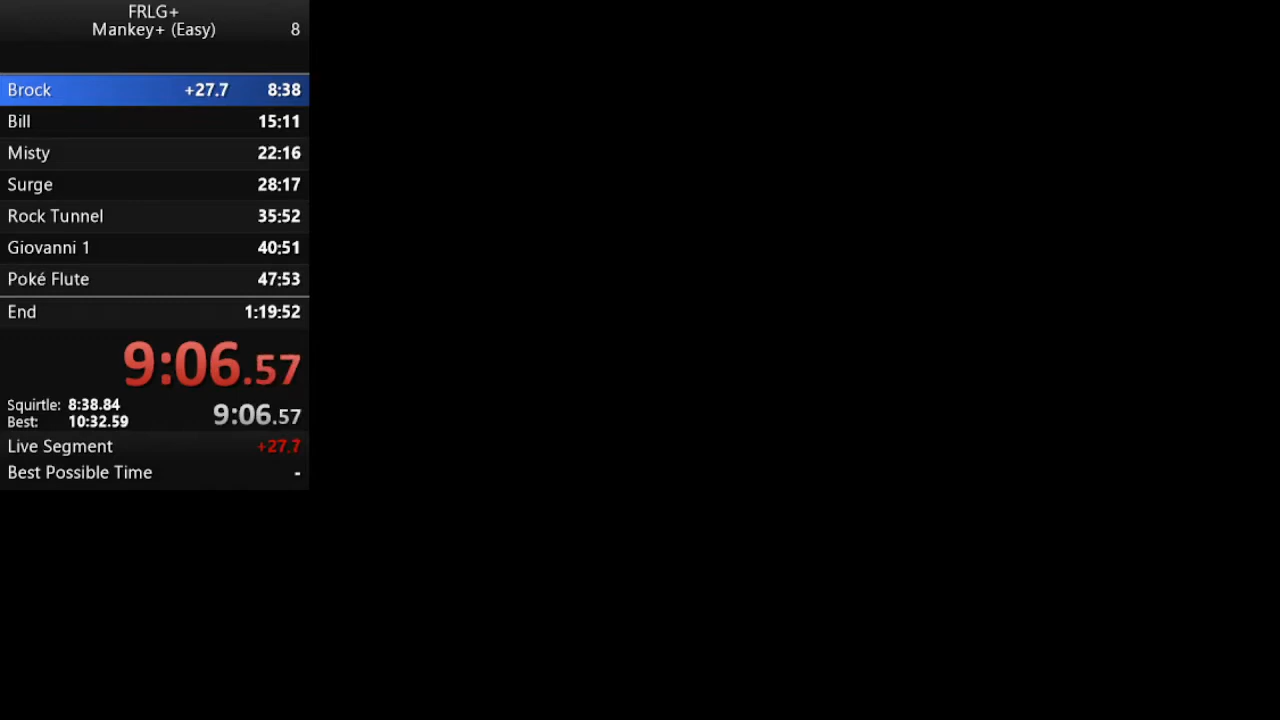 FRLG+
Mankey+ (Easy) 8
Brock +27.7 8:38
Bill 15:11
Misty 22:16
Surge 28:17
Rock Tunnel 35:52
Giovanni 1 40:51
Poké Flute 47:53
End 1:19:52
9:06.57
Squirtle: 8:38.84
Best: 10:32.59
9:06.57
Live Segment +27.7
Best Possible Time -